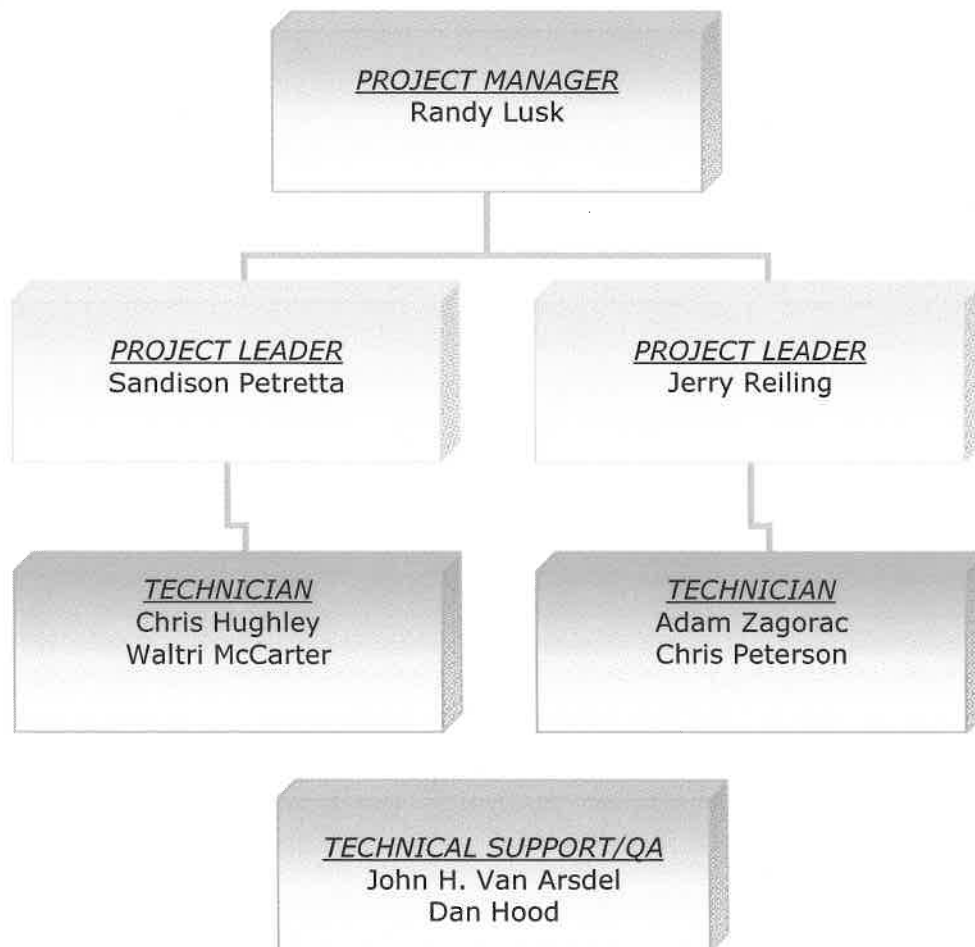 PROJECT MANAGER
Randy Lusk
PROJECT LEADER
Sandison Petretta
PROJECT LEADER
Jerry Reiling
TECHNICIAN
Chris Hughley
Waltri McCarter
TECHNICIAN
Adam Zagorac
Chris Peterson
TECHNICAL SUPPORT/QA
John H. Van Arsdel
Dan Hood